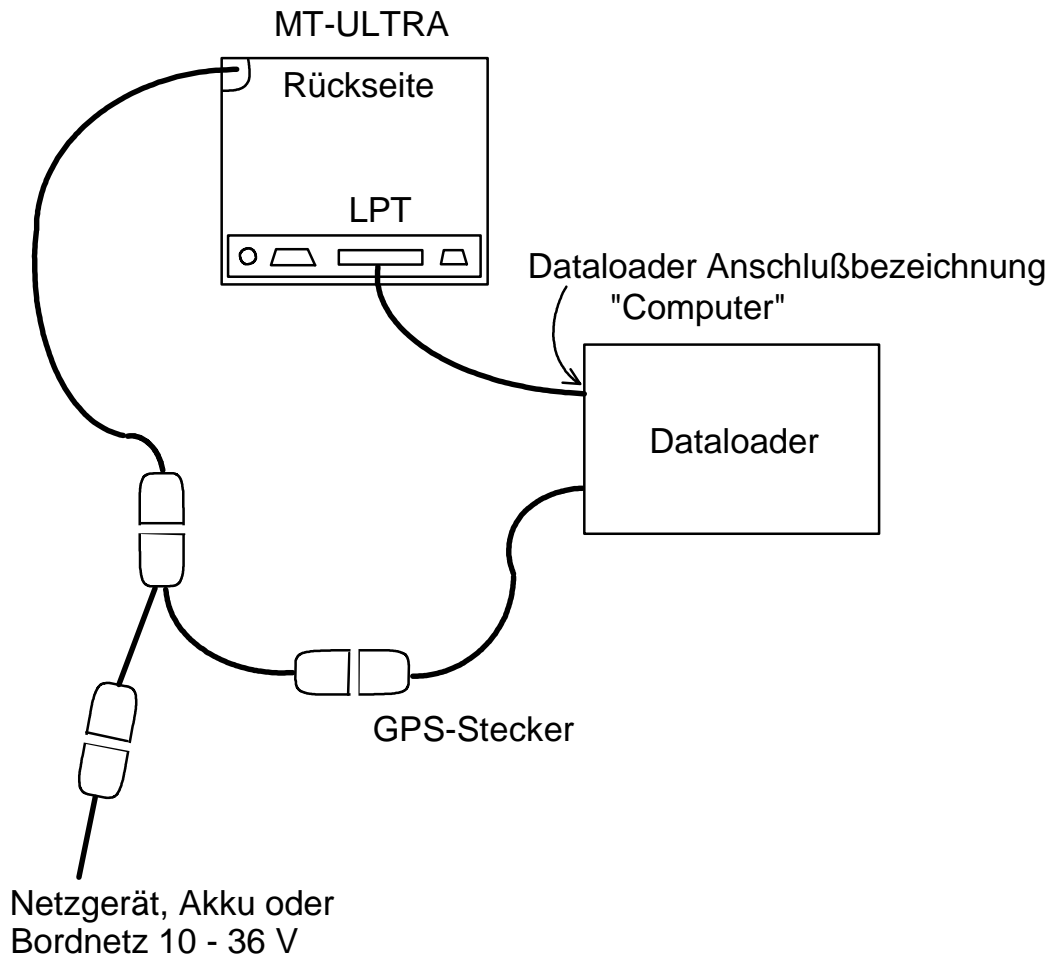 MT-ULTRA
Rückseite
LPT
Dataloader Anschlußbezeichnung
"Computer"
Dataloader
GPS-Stecker
Netzgerät, Akku oder
Bordnetz 10 - 36 V